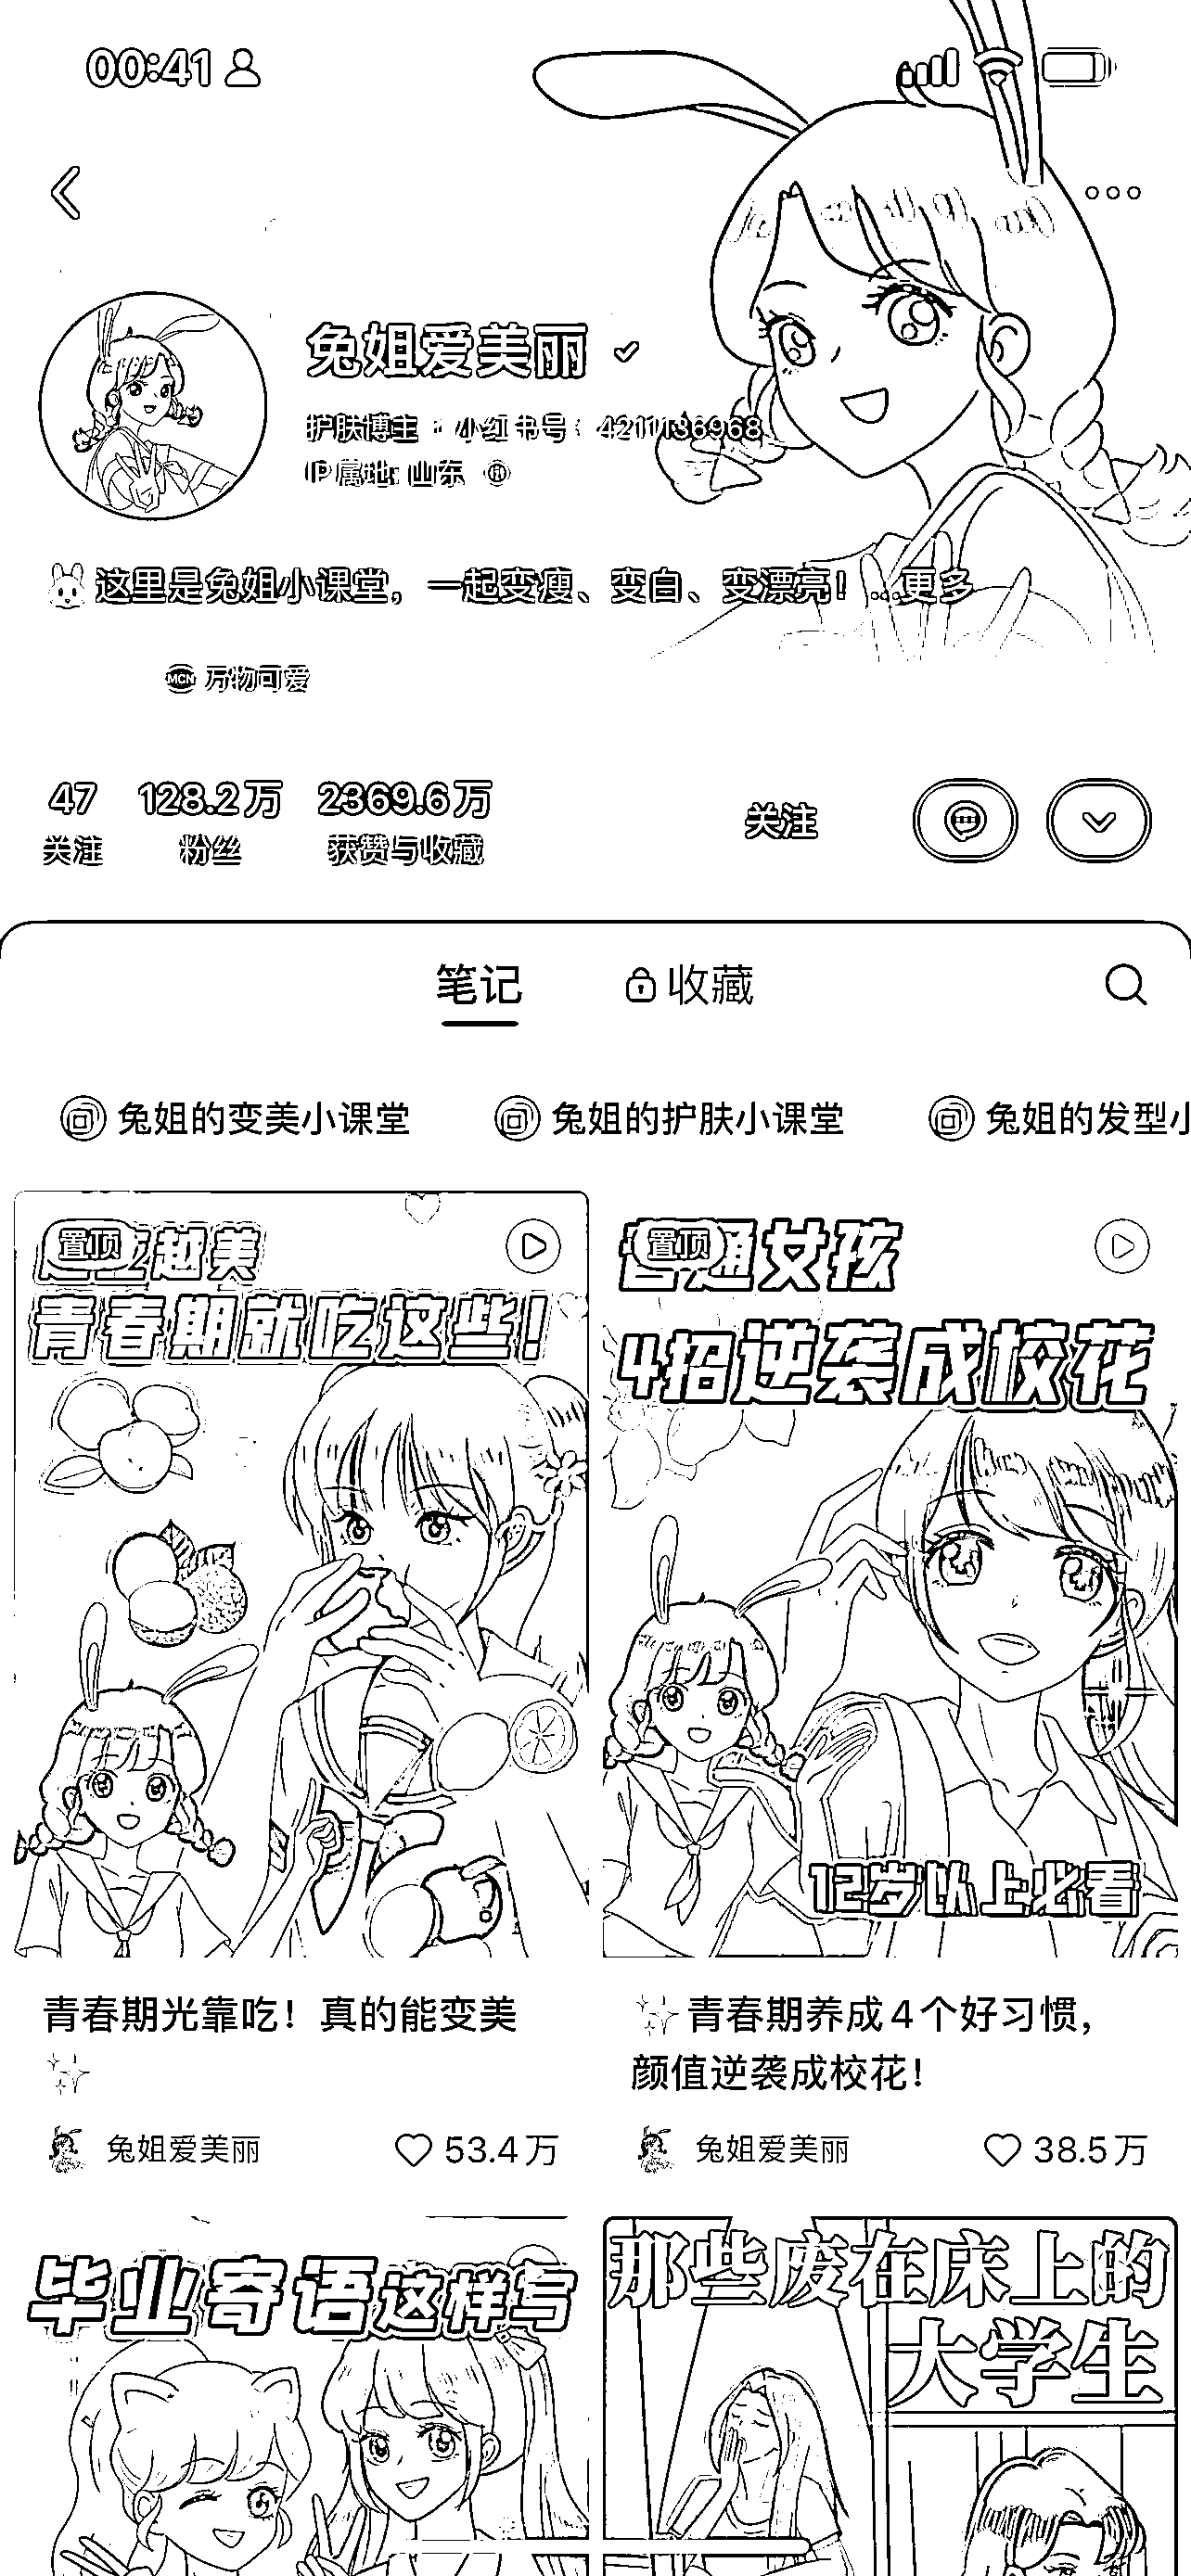 00:41
兔姐爱美丽
护肤博主 小红书号:4211136968
IP属地:山东
这里是兔姐小课堂,一起变瘦、变白、变漂亮! ...更多
MCN 万物可爱
47 128.2万 2369.6万
关注 粉丝 获赞与收藏 关注
笔记 收藏
兔姐的变美小课堂 兔姐的护肤小课堂 兔姐的发型小
置顶 越美
青春期就吃这些!
置顶 通女孩
4招逆袭成校花
12岁以上必看
青春期光靠吃!真的能变美✨
兔姐爱美丽 53.4万
✨青春期养成4个好习惯,
颜值逆袭成校花!
兔姐爱美丽 38.5万
毕业寄语这样写
那些废在床上的
大学生